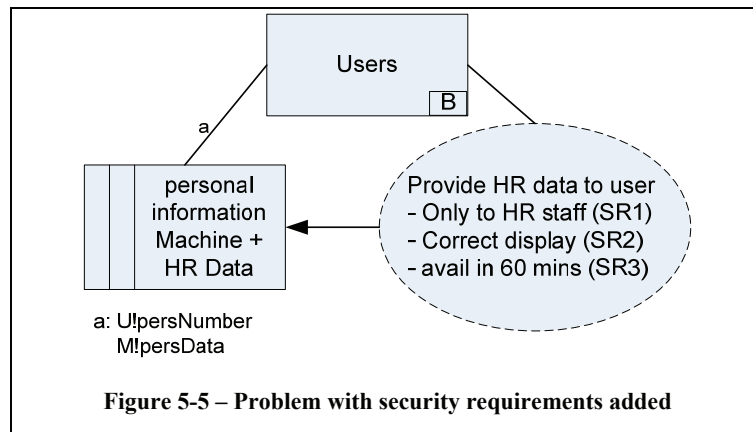 Users
B
a
personal
information
Machine +
HR Data
Provide HR data to user
- Only to HR staff (SR1)
- Correct display (SR2)
- avail in 60 mins (SR3)
a: U!persNumber
M!persData
Figure 5-5 – Problem with security requirements added